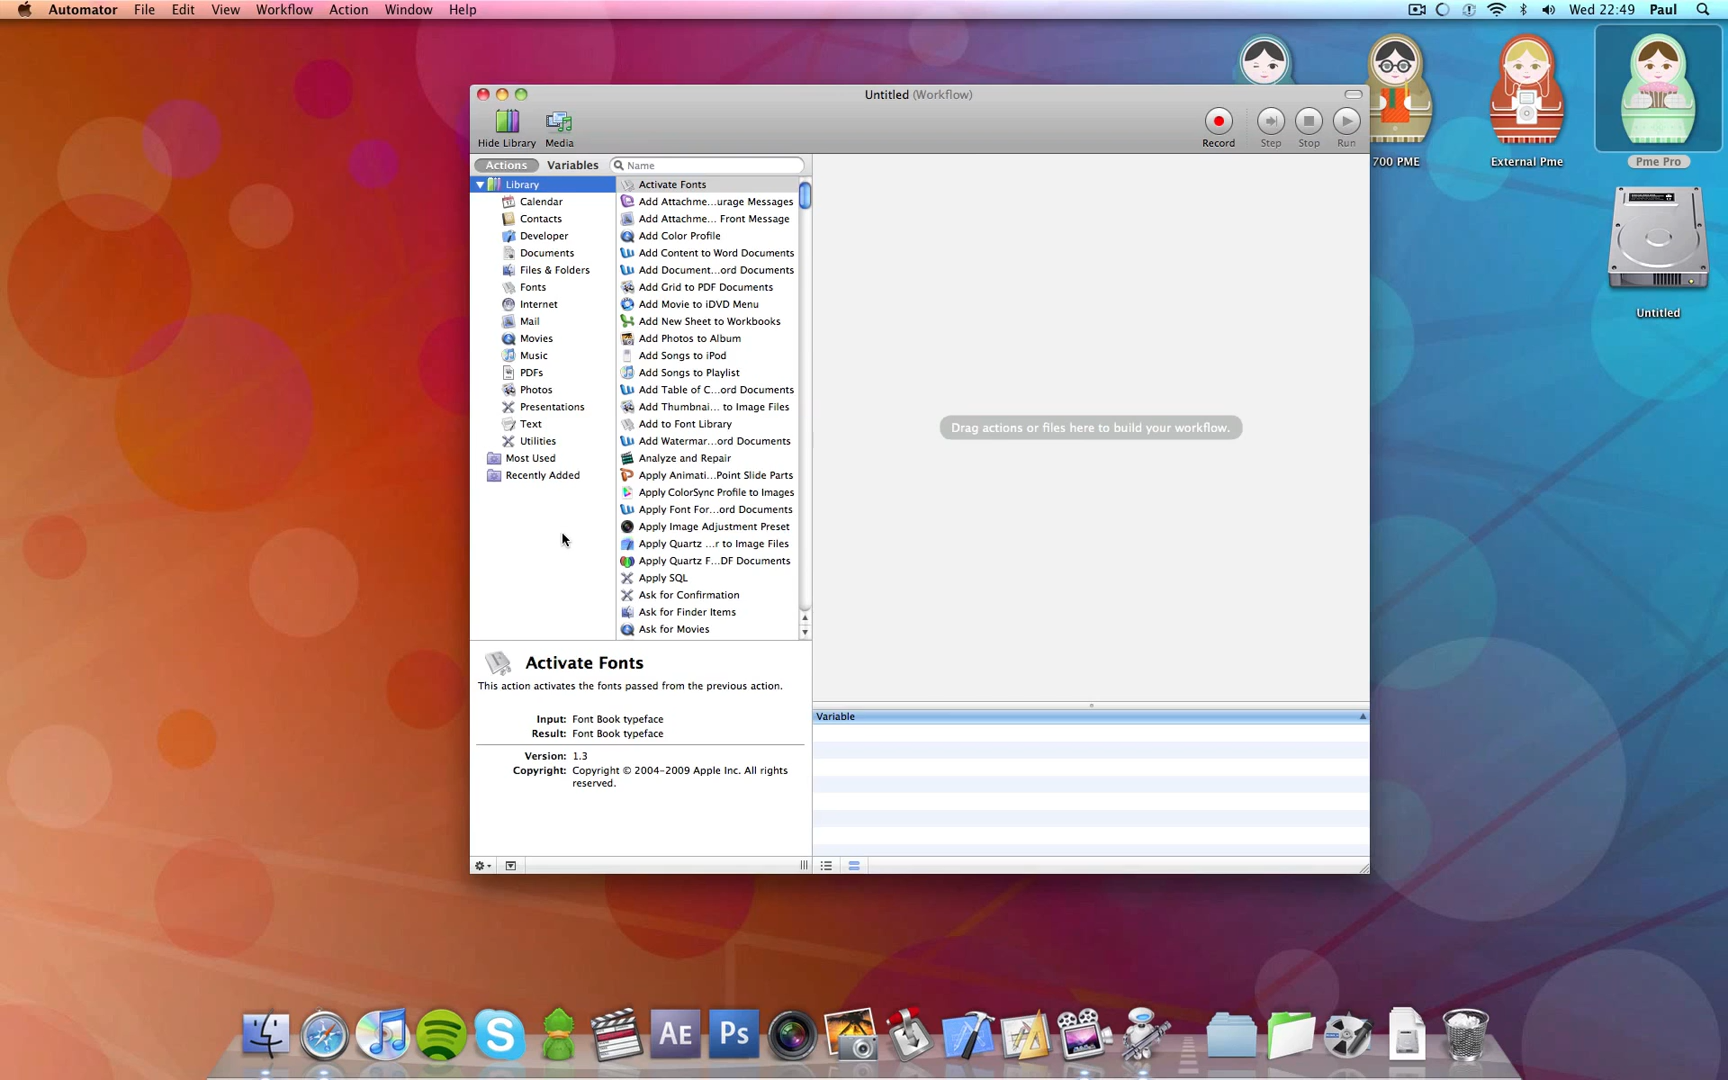 Automator File Edit View Workflow Action Window Help
Wed 22:49 Paul
Untitled (Workflow)
Hide Library Media
Record Step Stop Run
Actions Variables Name
Library
Calendar
Contacts
Developer
Documents
Files & Folders
Fonts
Internet
Mail
Movies
Music
PDFs
Photos
Presentations
Text
Utilities
Most Used
Recently Added
Activate Fonts
Add Attachme...urage Messages
Add Attachme... Front Message
Add Color Profile
Add Content to Word Documents
Add Document...ord Documents
Add Grid to PDF Documents
Add Movie to iDVD Menu
Add New Sheet to Workbooks
Add Photos to Album
Add Songs to iPod
Add Songs to Playlist
Add Table of C...ord Documents
Add Thumbnai... to Image Files
Add to Font Library
Add Watermar...ord Documents
Analyze and Repair
Apply Animati...Point Slide Parts
Apply ColorSync Profile to Images
Apply Font For...ord Documents
Apply Image Adjustment Preset
Apply Quartz ...r to Image Files
Apply Quartz F...DF Documents
Apply SQL
Ask for Confirmation
Ask for Finder Items
Ask for Movies
Drag actions or files here to build your workflow.
Activate Fonts
This action activates the fonts passed from the previous action.
Input: Font Book typeface
Result: Font Book typeface
Version: 1.3
Copyright: Copyright © 2004-2009 Apple Inc. All rights
reserved.
Variable
700 PME
External Pme
Pme Pro
Untitled
AE
Ps